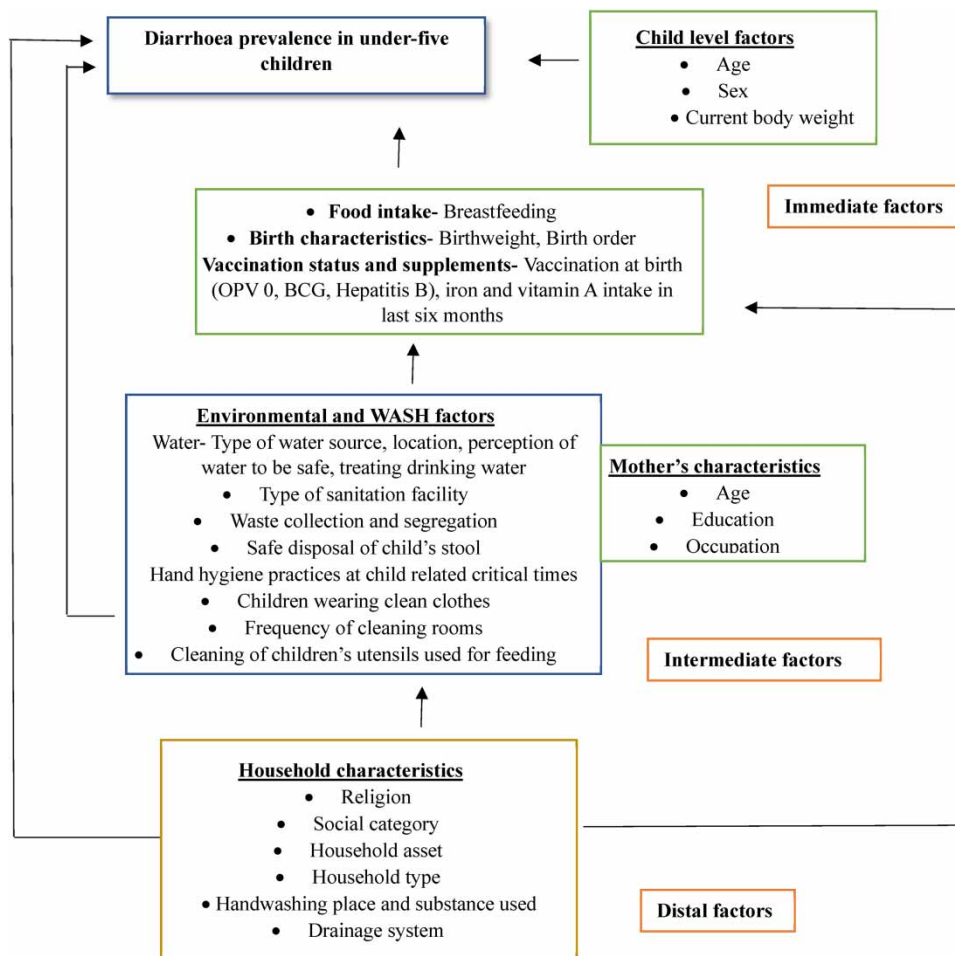 Diarrhoea prevalence in under-five
children
Child level factors
• Age
• Sex
• Current body weight
Immediate factors
• Food intake- Breastfeeding
• Birth characteristics- Birthweight, Birth order
Vaccination status and supplements- Vaccination at birth
(OPV 0, BCG, Hepatitis B), iron and vitamin A intake in
last six months
Environmental and WASH factors
Water- Type of water source, location, perception of
water to be safe, treating drinking water
• Type of sanitation facility
• Waste collection and segregation
• Safe disposal of child's stool
Hand hygiene practices at child related critical times
• Children wearing clean clothes
• Frequency of cleaning rooms
• Cleaning of children's utensils used for feeding
Mother's characteristics
• Age
• Education
• Occupation
Intermediate factors
Household characteristics
• Religion
• Social category
• Household asset
• Household type
• Handwashing place and substance used
• Drainage system
Distal factors